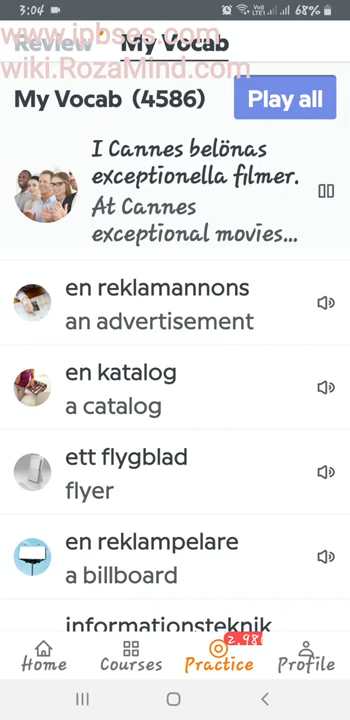 3:04
68%
www.ipbses.com
Review
My Vocab
wiki.RozaMind.com
My Vocab (4586)
Play all
I Cannes belönas
exceptionella filmer.
At Cannes
exceptional movies...
en reklamannons
an advertisement
en katalog
a catalog
ett flygblad
flyer
en reklampelare
a billboard
informationsteknik
2,98
Home
Courses
Practice
Profile